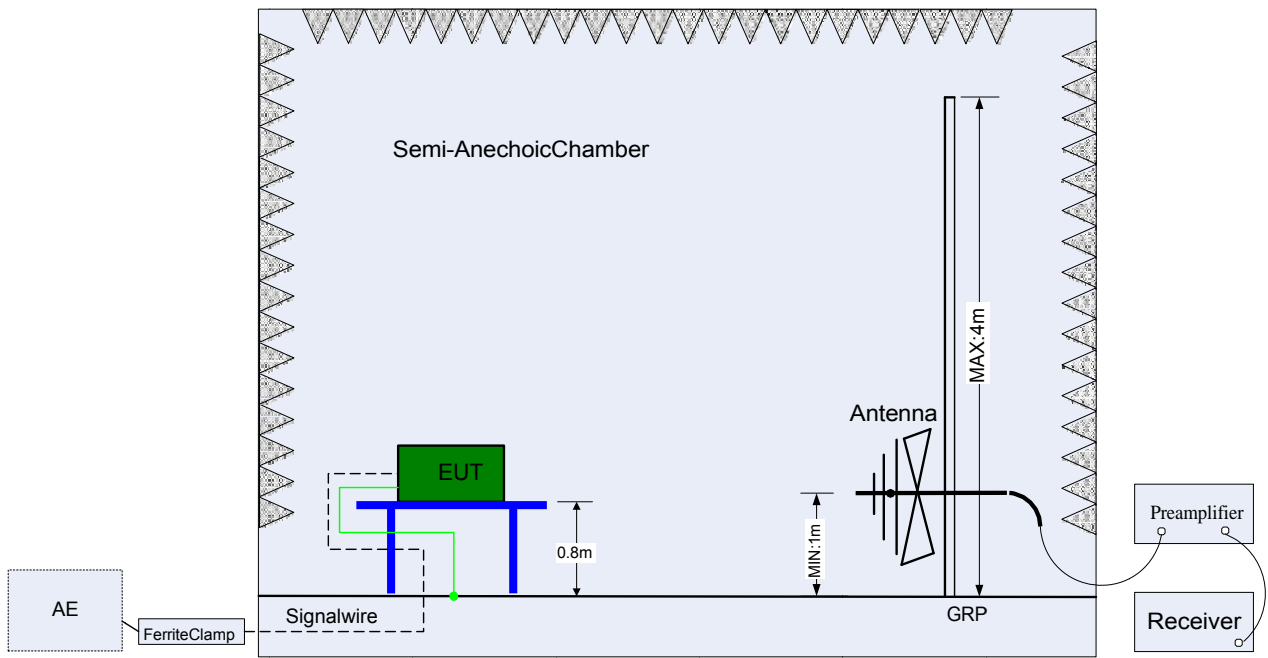 Semi-AnechoicChamber
MAX:4m
Antenna
EUT
Preamplifier
MIN:1m
0.8m
AE
Signalwire
GRP
Receiver
FerriteClamp